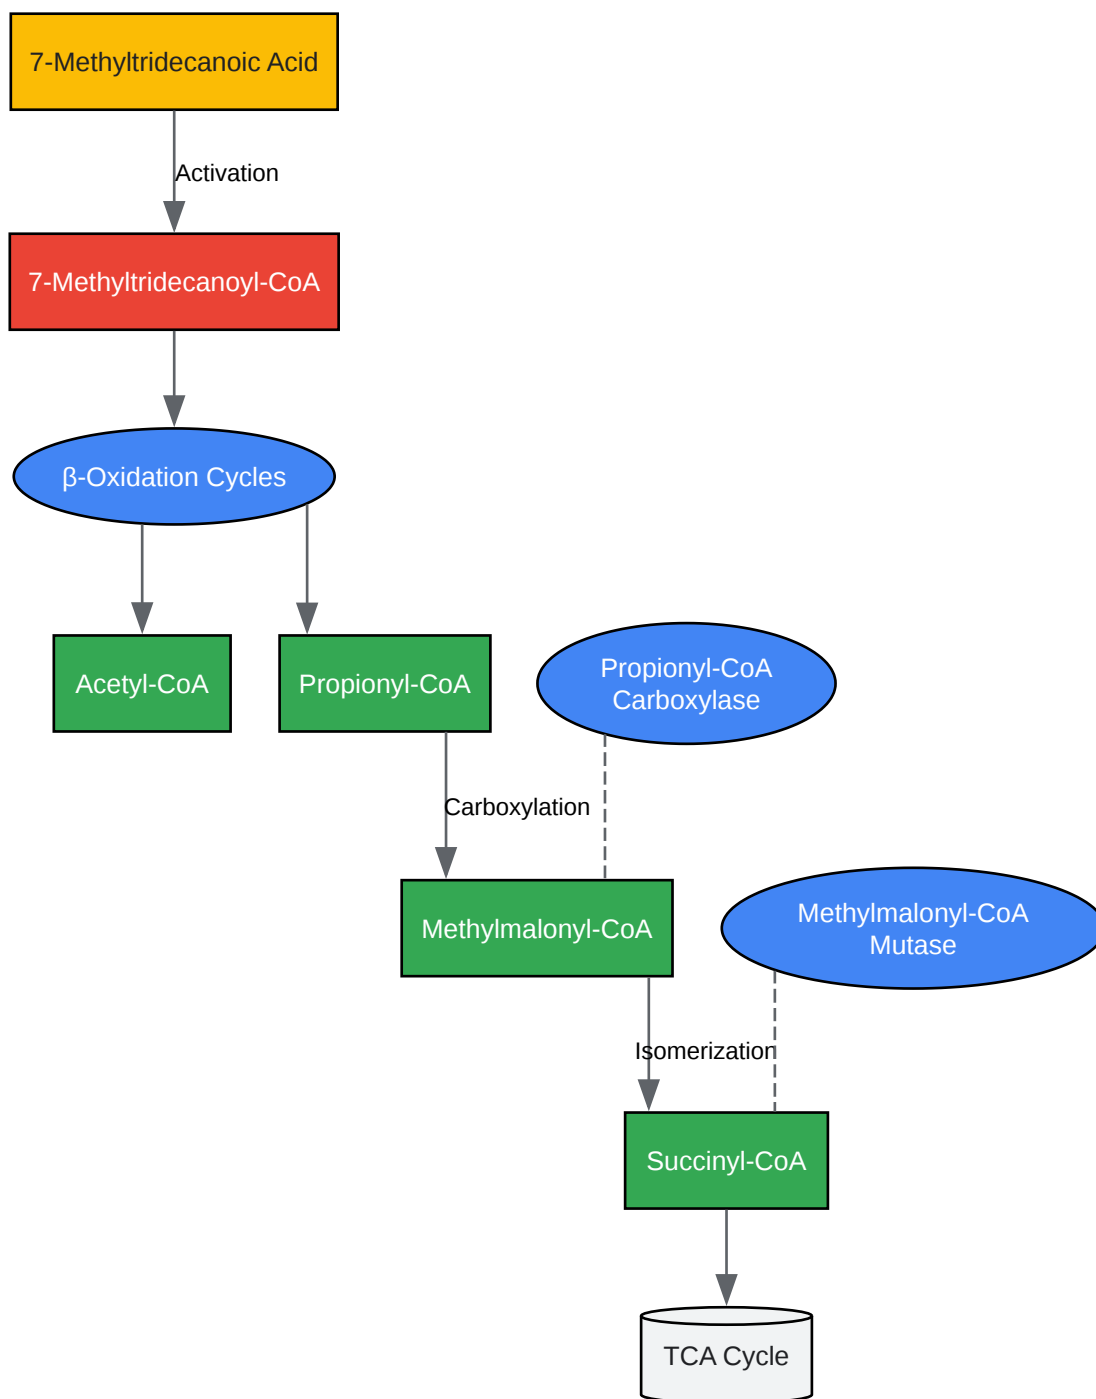 7-Methyltridecanoic Acid
Activation
7-Methyltridecanoyl-CoA
β-Oxidation Cycles
Acetyl-CoA
Propionyl-CoA
Propionyl-CoA
Carboxylase
Carboxylation
Methylmalonyl-CoA
Methylmalonyl-CoA
Mutase
Isomerization
Succinyl-CoA
TCA Cycle